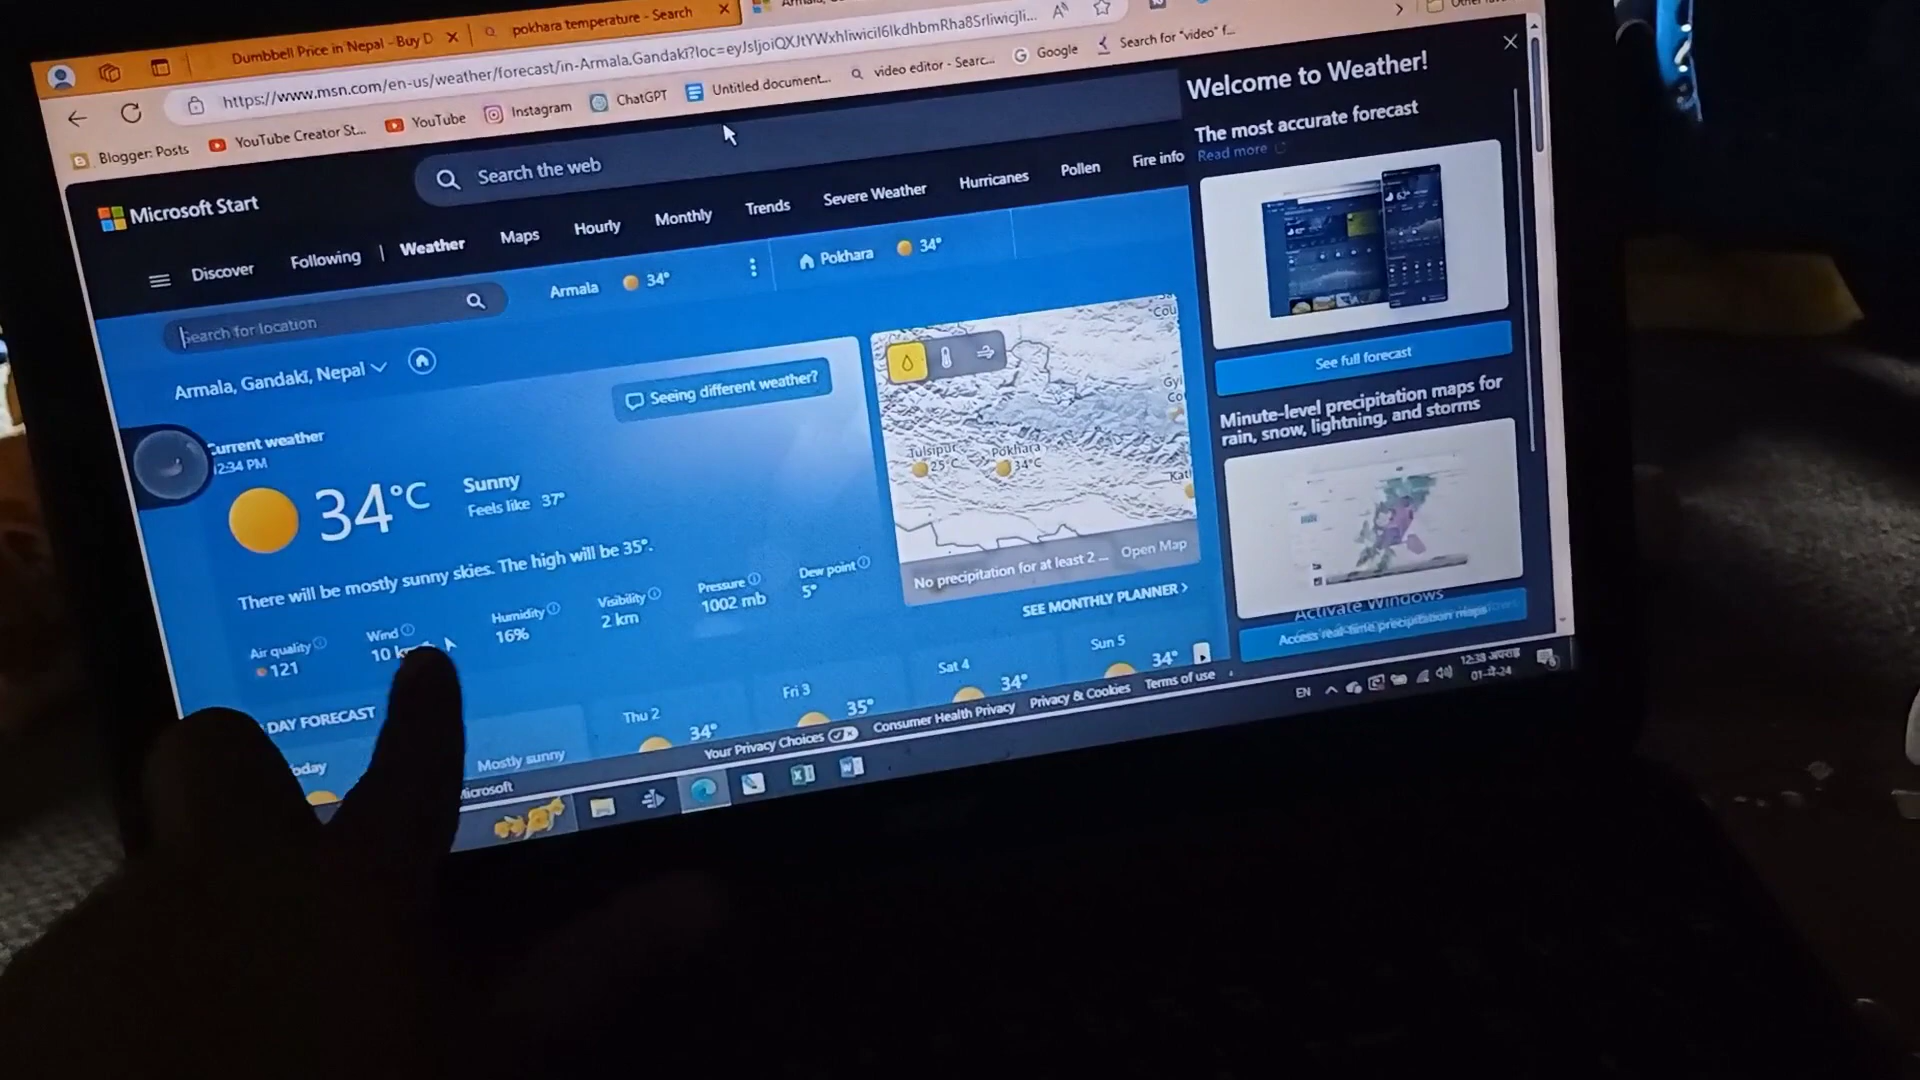 Dumbbell Price in Nepal - Buy D
pokhara temperature - Search
https://www.msn.com/en-us/weather/forecast/in-Armala,Gandaki?loc=
Other
Blogger: Posts
YouTube Creator St...
YouTube
Instagram
ChatGPT
Untitled document...
video editor - Searc...
Google
Search for "video" f...
Microsoft Start
Search the web
Discover
Following
Weather
Maps
Hourly
Monthly
Trends
Severe Weather
Hurricanes
Pollen
Fire info
Search for location
Armala 34°
Pokhara 34°
Armala, Gandaki, Nepal
Seeing different weather?
Current weather
12:34 PM
34°C
Sunny
Feels like 37°
There will be mostly sunny skies. The high will be 35°.
Air quality
121
Wind
10
Humidity
16%
Visibility
2 km
Pressure
1002 mb
Dew point
5°
Tulsipur
25°C
Pokhara
34°C
No precipitation for at least 2 ...
Open Map
SEE MONTHLY PLANNER >
DAY FORECAST
Mostly sunny
Thu 2
34°
Fri 3
35°
Sat 4
34°
Sun 5
34°
Your Privacy Choices
Consumer Health Privacy
Privacy & Cookies
Terms of use
Welcome to Weather!
The most accurate forecast
Read more
See full forecast
Minute-level precipitation maps for
rain, snow, lightning, and storms
Activate Windows
Access real-time precipitation maps
EN